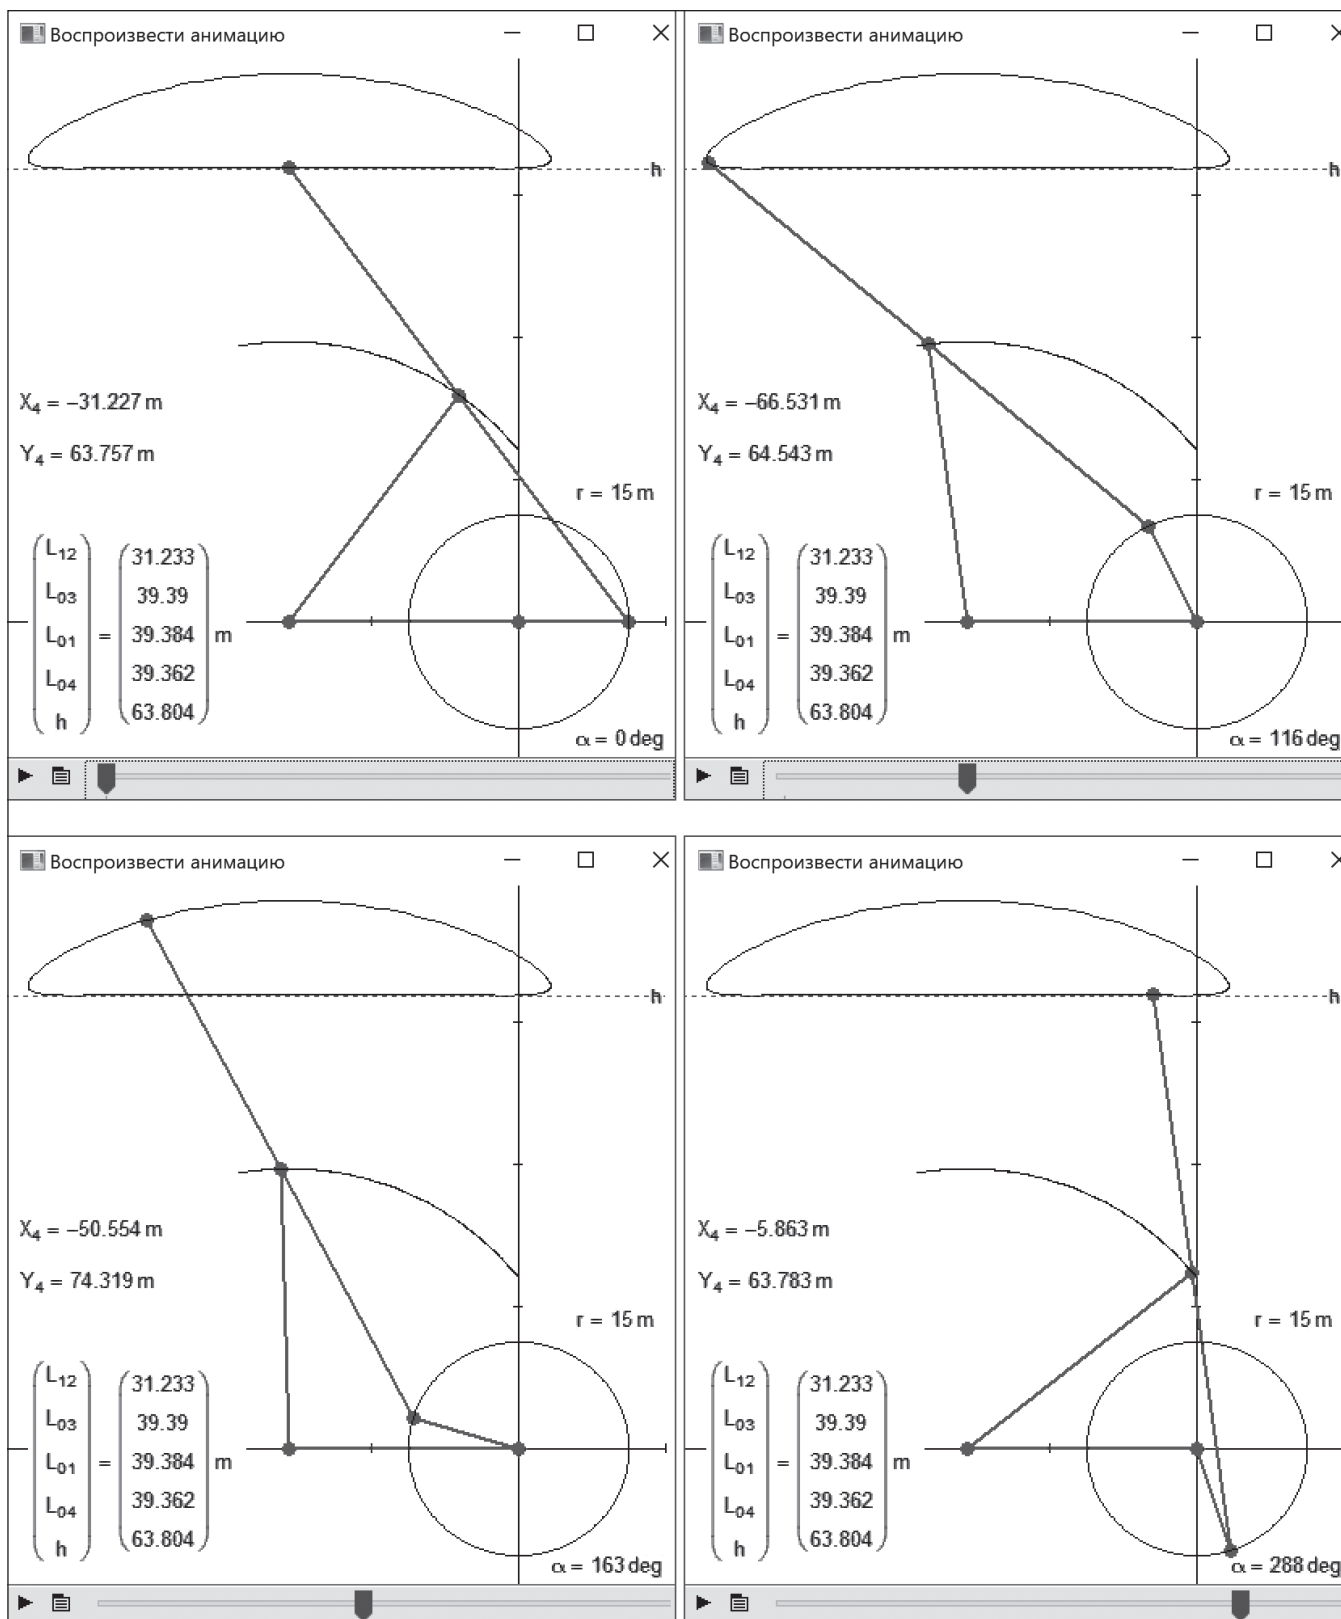 Воспроизвести анимацию
h
X₄ = −31.227 m
Y₄ = 63.757 m
r = 15 m
L₁₂ 31.233
L₀₃ 39.39
L₀₁ = 39.384 m
L₀₄ 39.362
h 63.804
α = 0 deg
Воспроизвести анимацию
h
X₄ = −66.531 m
Y₄ = 64.543 m
r = 15 m
L₁₂ 31.233
L₀₃ 39.39
L₀₁ = 39.384 m
L₀₄ 39.362
h 63.804
α = 116 deg
Воспроизвести анимацию
h
X₄ = −50.554 m
Y₄ = 74.319 m
r = 15 m
L₁₂ 31.233
L₀₃ 39.39
L₀₁ = 39.384 m
L₀₄ 39.362
h 63.804
α = 163 deg
Воспроизвести анимацию
h
X₄ = −5.863 m
Y₄ = 63.783 m
r = 15 m
L₁₂ 31.233
L₀₃ 39.39
L₀₁ = 39.384 m
L₀₄ 39.362
h 63.804
α = 288 deg